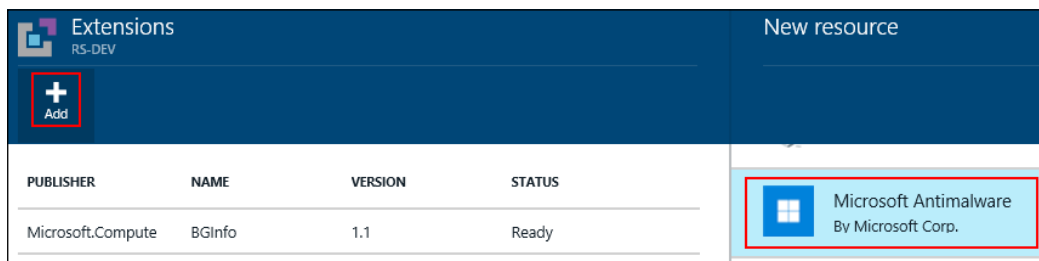 Extensions
RS-DEV
Add
PUBLISHER NAME VERSION STATUS
Microsoft.Compute BGInfo 1.1 Ready
New resource
Microsoft Antimalware
By Microsoft Corp.